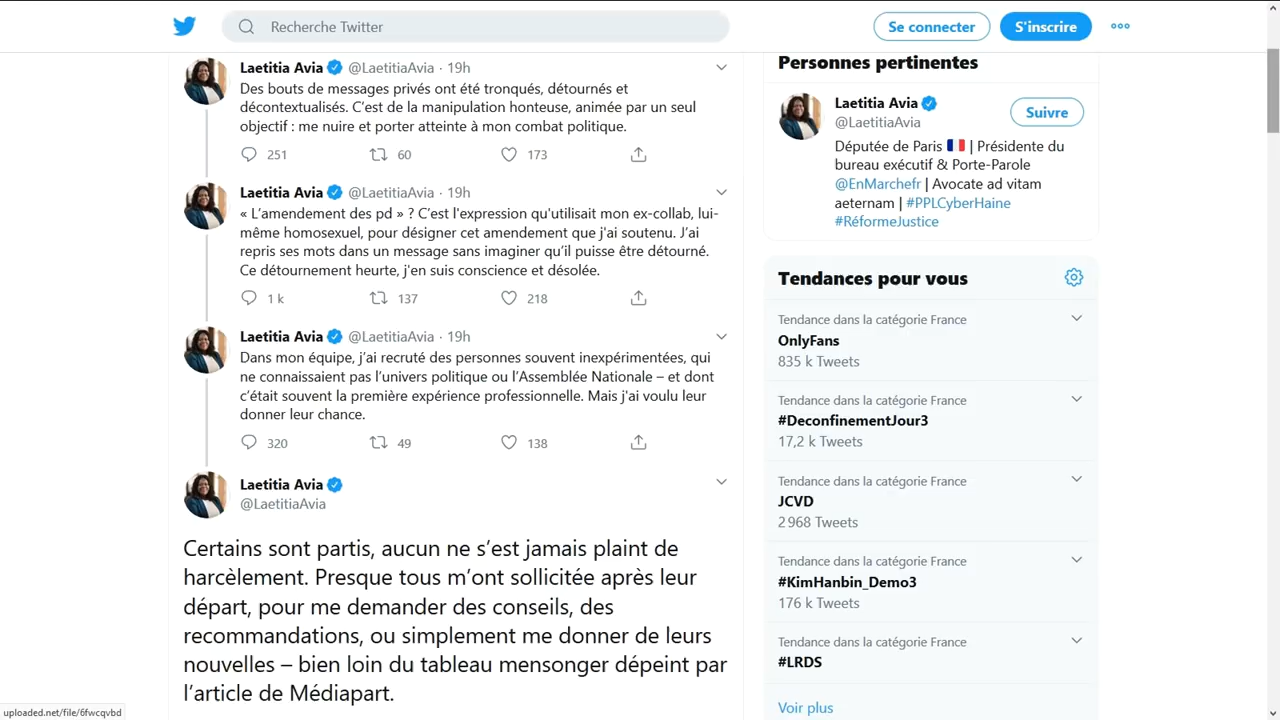 Recherche Twitter
Se connecter
S'inscrire
Laetitia Avia @LaetitiaAvia · 19h
Des bouts de messages privés ont été tronqués, détournés et
décontextualisés. C’est de la manipulation honteuse, animée par un seul
objectif : me nuire et porter atteinte à mon combat politique.
251 60 173
Laetitia Avia @LaetitiaAvia · 19h
« L’amendement des pd » ? C’est l'expression qu'utilisait mon ex-collab, lui-
même homosexuel, pour désigner cet amendement que j'ai soutenu. J’ai
repris ses mots dans un message sans imaginer qu’il puisse être détourné.
Ce détournement heurte, j'en suis conscience et désolée.
1 k 137 218
Laetitia Avia @LaetitiaAvia · 19h
Dans mon équipe, j’ai recruté des personnes souvent inexpérimentées, qui
ne connaissaient pas l’univers politique ou l’Assemblée Nationale – et dont
c’était souvent la première expérience professionnelle. Mais j'ai voulu leur
donner leur chance.
320 49 138
Laetitia Avia
@LaetitiaAvia
Certains sont partis, aucun ne s’est jamais plaint de
harcèlement. Presque tous m’ont sollicitée après leur
départ, pour me demander des conseils, des
recommandations, ou simplement me donner de leurs
nouvelles – bien loin du tableau mensonger dépeint par
l’article de Médiapart.
Personnes pertinentes
Laetitia Avia
@LaetitiaAvia
Suivre
Députée de Paris 🇫🇷 | Présidente du
bureau exécutif & Porte-Parole
@EnMarchefr | Avocate ad vitam
aeternam | #PPLCyberHaine
#RéformeJustice
Tendances pour vous
Tendance dans la catégorie France
OnlyFans
835 k Tweets
Tendance dans la catégorie France
#DeconfinementJour3
17,2 k Tweets
Tendance dans la catégorie France
JCVD
2 968 Tweets
Tendance dans la catégorie France
#KimHanbin_Demo3
176 k Tweets
Tendance dans la catégorie France
#LRDS
Voir plus
uploaded.net/file/6fwcqvbd